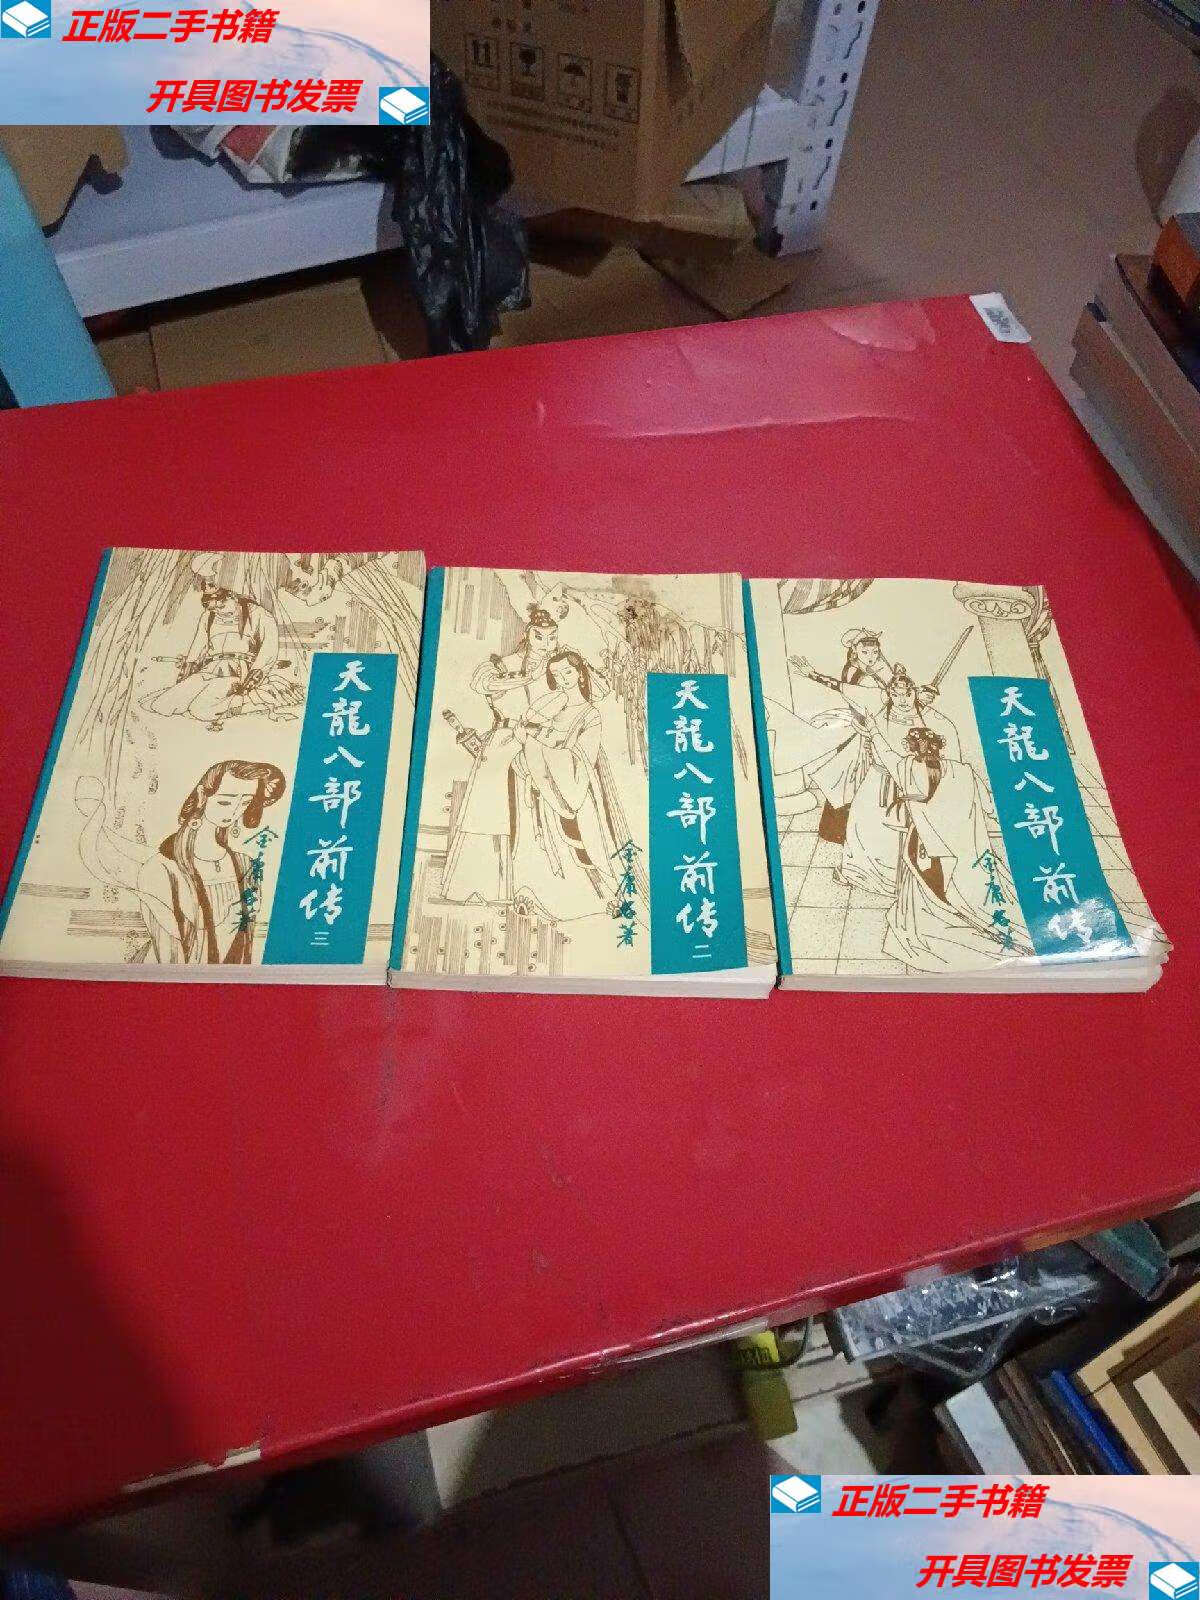 正版二手书籍
开具图书发票
天龍八部前传
三
金庸名著
天龍八部前传
二
金庸名著
天龍八部前传
金庸名著
正版二手书籍
开具图书发票